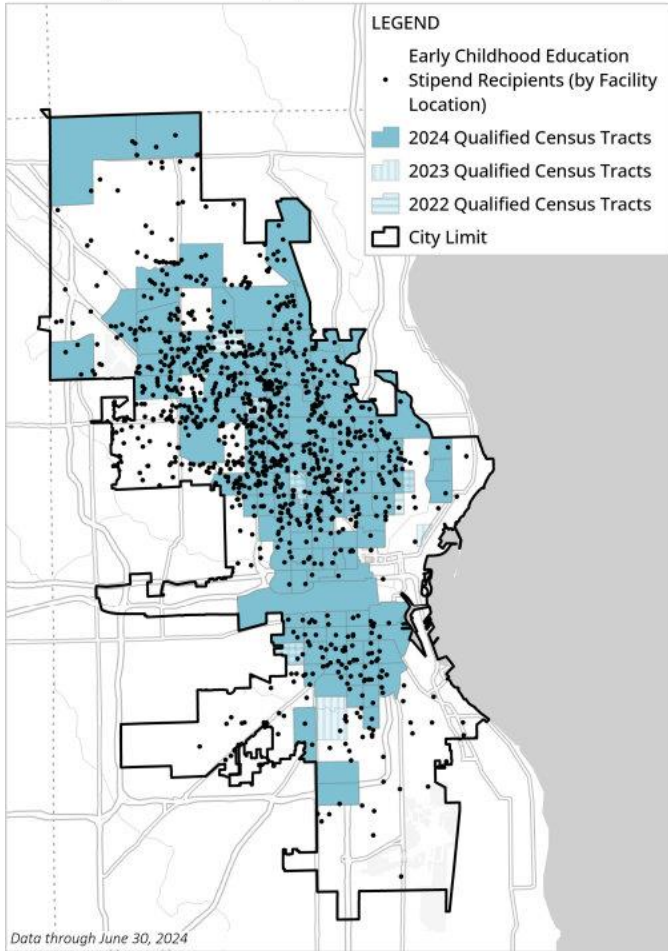 LEGEND
Early Childhood Education
Stipend Recipients (by Facility
Location)
2024 Qualified Census Tracts
2023 Qualified Census Tracts
2022 Qualified Census Tracts
City Limit
Data through June 30, 2024